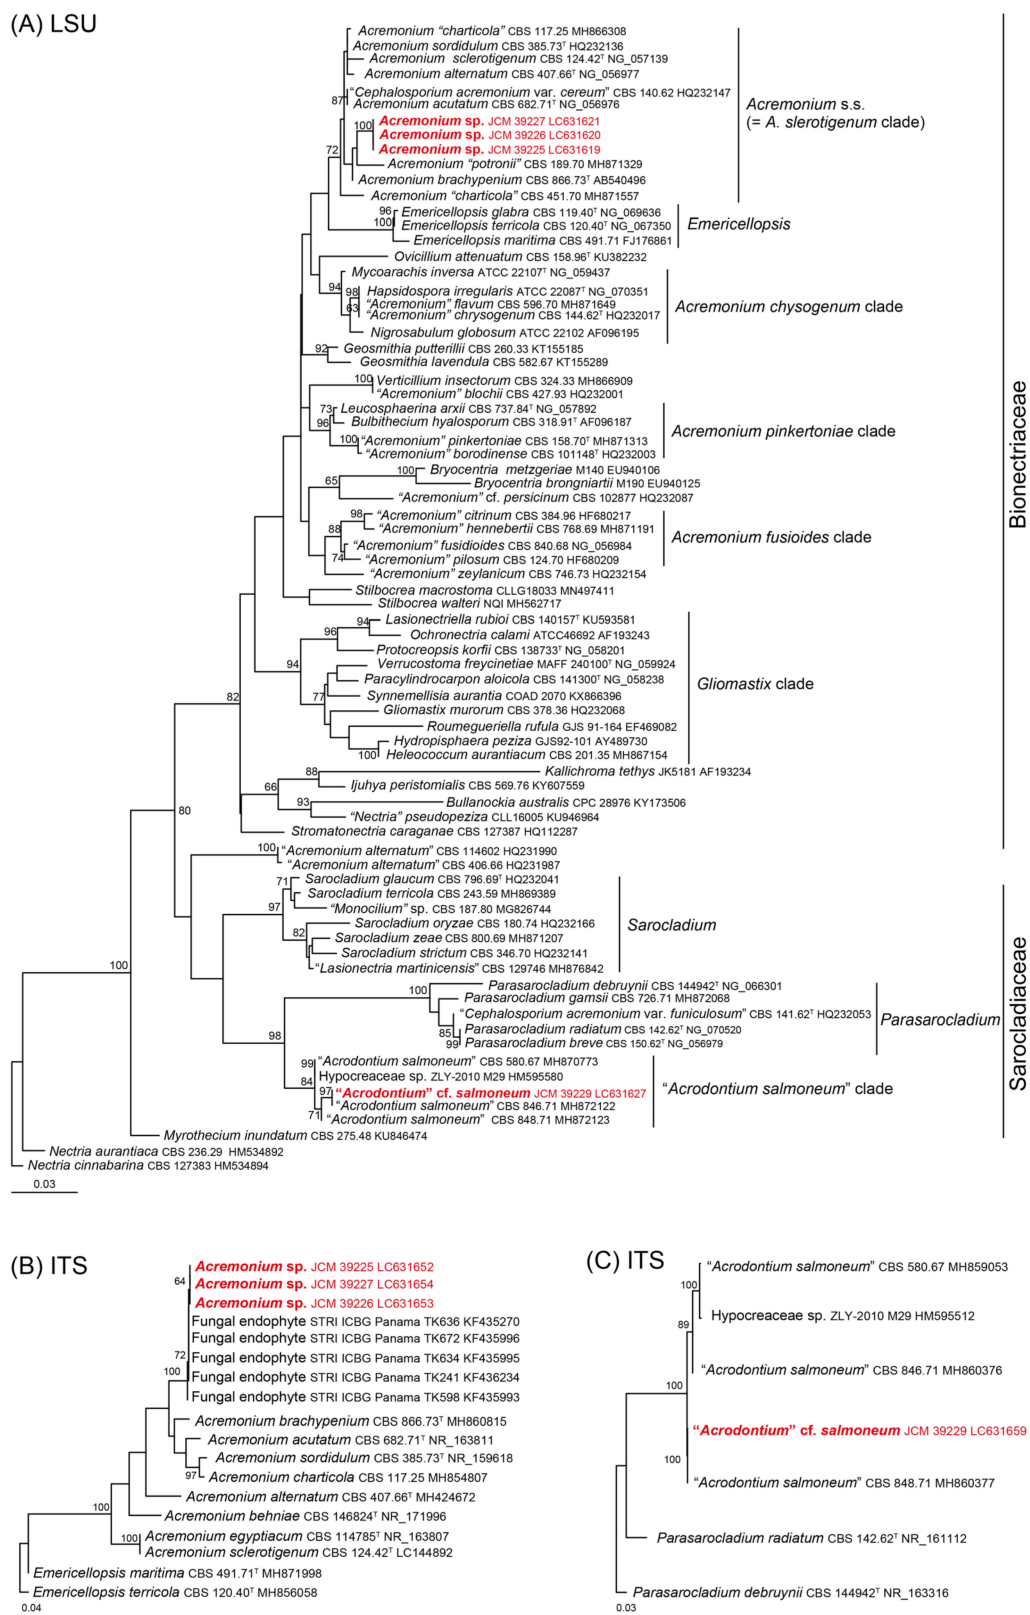 (A) LSU
Acremonium “charticola” CBS 117.25 MH866308
Acremonium sordidulum CBS 385.73ᵀ HQ232136
Acremonium sclerotigenum CBS 124.42ᵀ NG_057139
Acremonium alternatum CBS 407.66ᵀ NG_056977
“Cephalosporium acremonium var. cereum” CBS 140.62 HQ232147
87
Acremonium acutatum CBS 682.71ᵀ NG_056976
Acremonium s.s.
(= A. slerotigenum clade)
100
Acremonium sp. JCM 39227 LC631621
Acremonium sp. JCM 39226 LC631620
Acremonium sp. JCM 39225 LC631619
72
Acremonium “potronii” CBS 189.70 MH871329
Acremonium brachypenium CBS 866.73ᵀ AB540496
Acremonium “charticola” CBS 451.70 MH871557
96
Emericellopsis glabra CBS 119.40ᵀ NG_069636
100
Emericellopsis terricola CBS 120.40ᵀ NG_067350
Emericellopsis
Emericellopsis maritima CBS 491.71 FJ176861
Ovicillium attenuatum CBS 158.96ᵀ KU382232
Mycoarachis inversa ATCC 22107ᵀ NG_059437
94
98
Hapsidospora irregularis ATCC 22087ᵀ NG_070351
63
“Acremonium” flavum CBS 596.70 MH871649
“Acremonium” chrysogenum CBS 144.62ᵀ HQ232017
Acremonium chysogenum clade
Nigrosabulum globosum ATCC 22102 AF096195
92
Geosmithia putterillii CBS 260.33 KT155185
Geosmithia lavendula CBS 582.67 KT155289
100
Verticillium insectorum CBS 324.33 MH866909
“Acremonium” blochii CBS 427.93 HQ232001
73
Leucosphaerina arxii CBS 737.84ᵀ NG_057892
96
Bulbithecium hyalosporum CBS 318.91ᵀ AF096187
Acremonium pinkertoniae clade
100
“Acremonium” pinkertoniae CBS 158.70ᵀ MH871313
“Acremonium” borodinense CBS 101148ᵀ HQ232003
100
Bryocentria metzgeriae M140 EU940106
65
Bryocentria brongniartii M190 EU940125
“Acremonium” cf. persicinum CBS 102877 HQ232087
98
“Acremonium” citrinum CBS 384.96 HF680217
88
“Acremonium” hennebertii CBS 768.69 MH871191
Acremonium fusioides clade
“Acremonium” fusidioides CBS 840.68 NG_056984
74
“Acremonium” pilosum CBS 124.70 HF680209
“Acremonium” zeylanicum CBS 746.73 HQ232154
Stilbocrea macrostoma CLLG18033 MN497411
Stilbocrea walteri NQI MH562717
Bionectriaceae
94
Lasionectriella rubioi CBS 140157ᵀ KU593581
96
Ochronectria calami ATCC46692 AF193243
Protocreopsis korfii CBS 138733ᵀ NG_058201
94
Verrucostoma freycinetiae MAFF 240100ᵀ NG_059924
Paracylindrocarpon aloicola CBS 141300ᵀ NG_058238
Gliomastix clade
77
Synnemellisia aurantia COAD 2070 KX866396
82
Gliomastix murorum CBS 378.36 HQ232068
Roumegueriella rufula GJS 91-164 EF469082
Hydropisphaera peziza GJS92-101 AY489730
100
Heleococcum aurantiacum CBS 201.35 MH867154
88
Kallichroma tethys JK5181 AF193234
66
Ijuhya peristomialis CBS 569.76 KY607559
93
Bullanockia australis CPC 28976 KY173506
80
“Nectria” pseudopeziza CLL16005 KU946964
Stromatonectria caraganae CBS 127387 HQ112287
100
“Acremonium alternatum” CBS 114602 HQ231990
“Acremonium alternatum” CBS 406.66 HQ231987
71
Sarocladium glaucum CBS 796.69ᵀ HQ232041
Sarocladium terricola CBS 243.59 MH869389
97
“Monocilium” sp. CBS 187.80 MG826744
Sarocladium oryzae CBS 180.74 HQ232166
Sarocladium
82
Sarocladium zeae CBS 800.69 MH871207
Sarocladium strictum CBS 346.70 HQ232141
100
“Lasionectria martinicensis” CBS 129746 MH876842
Parasarocladium debruynii CBS 144942ᵀ NG_066301
100
Parasarocladium gamsii CBS 726.71 MH872068
“Cephalosporium acremonium var. funiculosum” CBS 141.62ᵀ HQ232053
Parasarocladium
85
Parasarocladium radiatum CBS 142.62ᵀ NG_070520
98
99
Parasarocladium breve CBS 150.62ᵀ NG_056979
Sarocladiaceae
99
“Acrodontium salmoneum” CBS 580.67 MH870773
84
Hypocreaceae sp. ZLY-2010 M29 HM595580
“Acrodontium salmoneum” clade
97
“Acrodontium” cf. salmoneum JCM 39229 LC631627
“Acrodontium salmoneum” CBS 846.71 MH872122
71
“Acrodontium salmoneum” CBS 848.71 MH872123
Myrothecium inundatum CBS 275.48 KU846474
Nectria aurantiaca CBS 236.29 HM534892
Nectria cinnabarina CBS 127383 HM534894
0.03
(B) ITS
64
Acremonium sp. JCM 39225 LC631652
Acremonium sp. JCM 39227 LC631654
Acremonium sp. JCM 39226 LC631653
Fungal endophyte STRI ICBG Panama TK636 KF435270
Fungal endophyte STRI ICBG Panama TK672 KF435996
72
Fungal endophyte STRI ICBG Panama TK634 KF435995
100
Fungal endophyte STRI ICBG Panama TK241 KF436234
Fungal endophyte STRI ICBG Panama TK598 KF435993
Acremonium brachypenium CBS 866.73ᵀ MH860815
Acremonium acutatum CBS 682.71ᵀ NR_163811
Acremonium sordidulum CBS 385.73ᵀ NR_159618
97
Acremonium charticola CBS 117.25 MH854807
Acremonium alternatum CBS 407.66ᵀ MH424672
100
Acremonium behniae CBS 146824ᵀ NR_171996
100
Acremonium egyptiacum CBS 114785ᵀ NR_163807
Acremonium sclerotigenum CBS 124.42ᵀ LC144892
Emericellopsis maritima CBS 491.71ᵀ MH871998
Emericellopsis terricola CBS 120.40ᵀ MH856058
0.04
(C) ITS
“Acrodontium salmoneum” CBS 580.67 MH859053
100
Hypocreaceae sp. ZLY-2010 M29 HM595512
89
“Acrodontium salmoneum” CBS 846.71 MH860376
100
“Acrodontium” cf. salmoneum JCM 39229 LC631659
100
“Acrodontium salmoneum” CBS 848.71 MH860377
Parasarocladium radiatum CBS 142.62ᵀ NR_161112
Parasarocladium debruynii CBS 144942ᵀ NR_163316
0.03